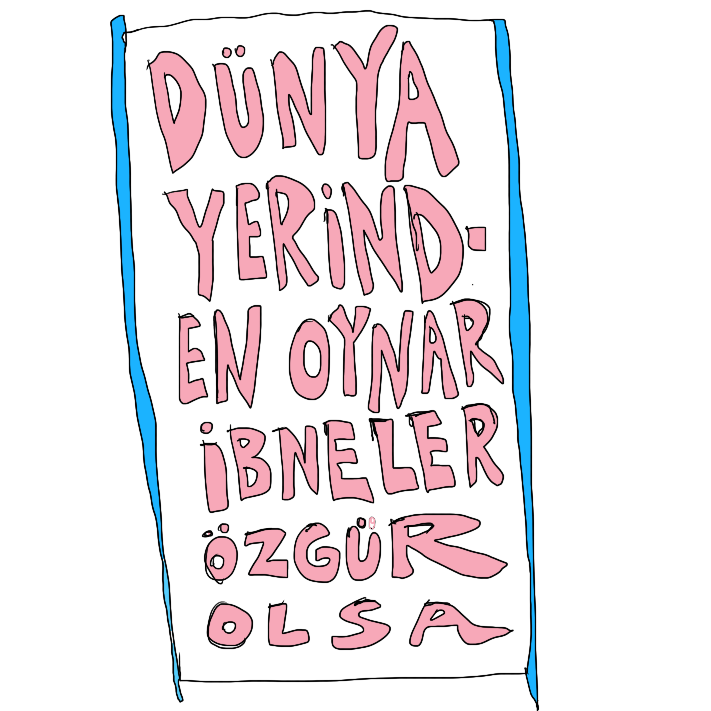 DÜNYA
YERİND-
EN OYNAR
İBNELER
ÖZGÜR
OLSA